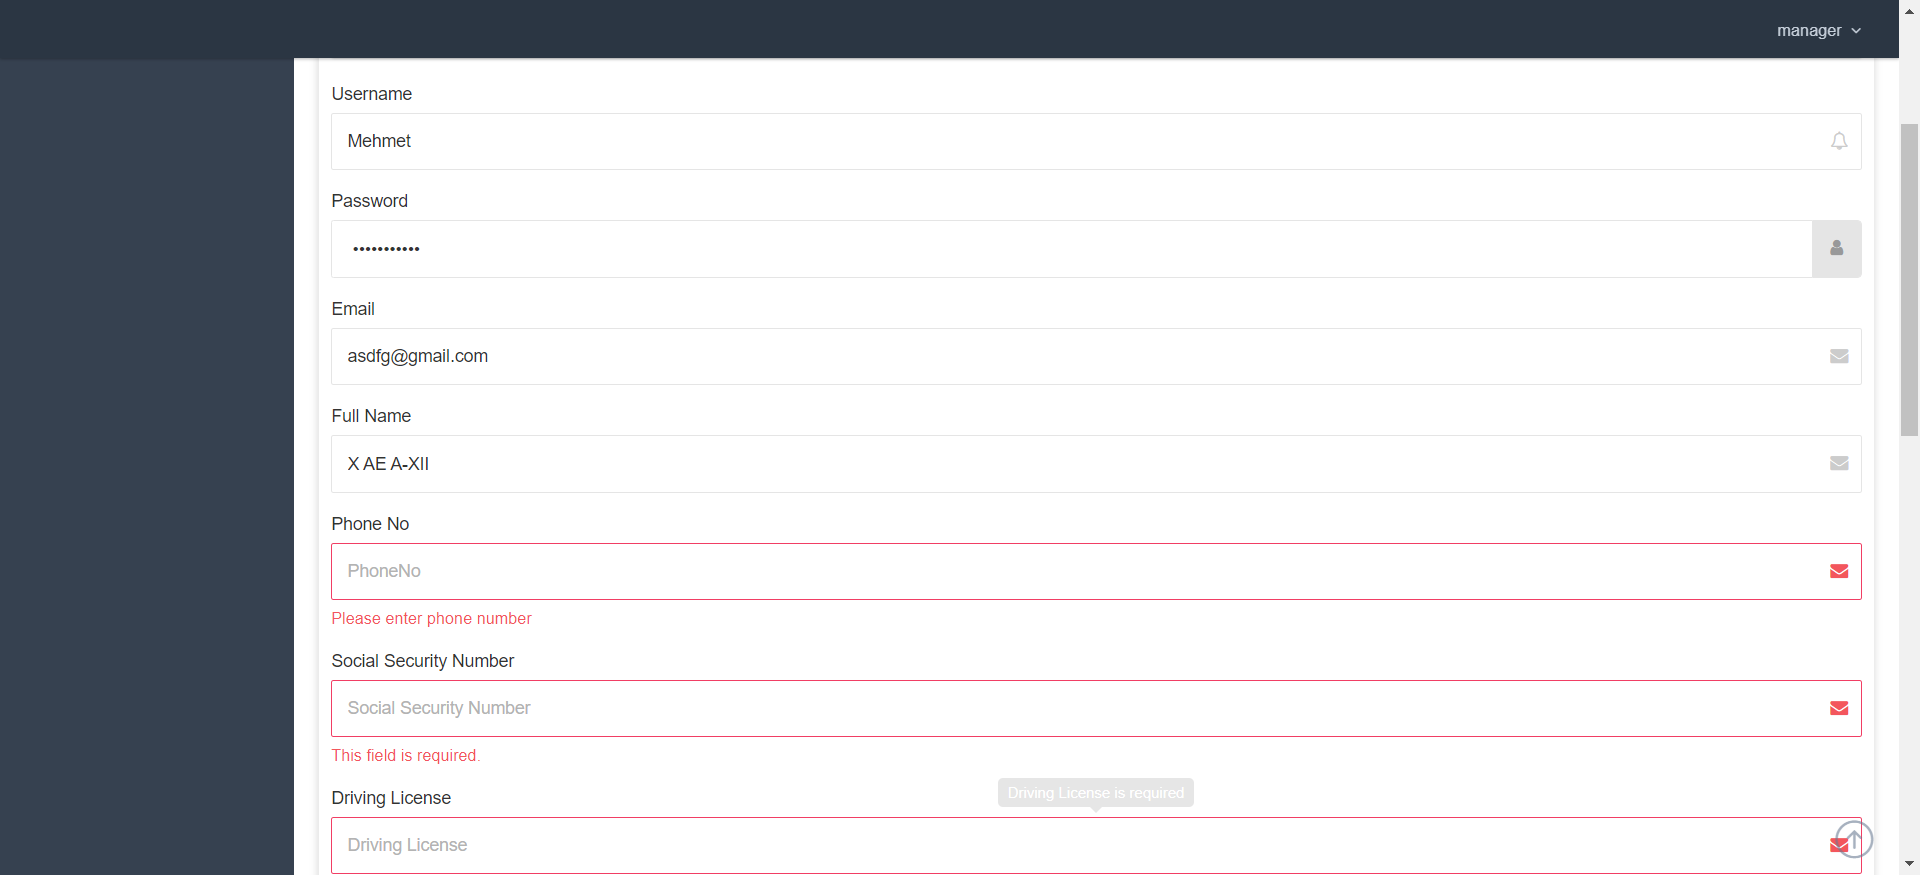 manager
Username
Mehmet
Password
•••••••••••
Email
asdfg@gmail.com
Full Name
X AE A-XII
Phone No
PhoneNo
Please enter phone number
Social Security Number
Social Security Number
This field is required.
Driving License is required
Driving License
Driving License